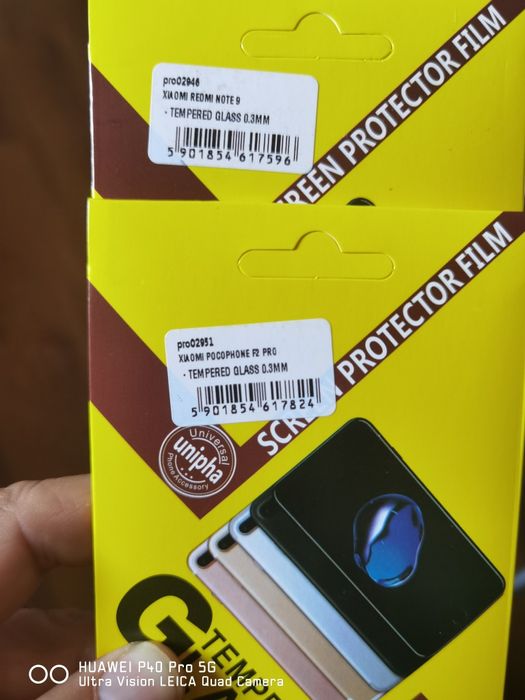 pro02946
XIAOMI REDMI NOTE 9
- TEMPERED GLASS 0.3MM
5 901854 617596
SCREEN PROTECTOR FILM
pro02951
XIAOMI POCOPHONE F2 PRO
- TEMPERED GLASS 0.3MM
5 901854 617824
SCREEN PROTECTOR FILM
Universal
unipha
Phone Accessory
TEMPE
HUAWEI P40 Pro 5G
Ultra Vision LEICA Quad Camera